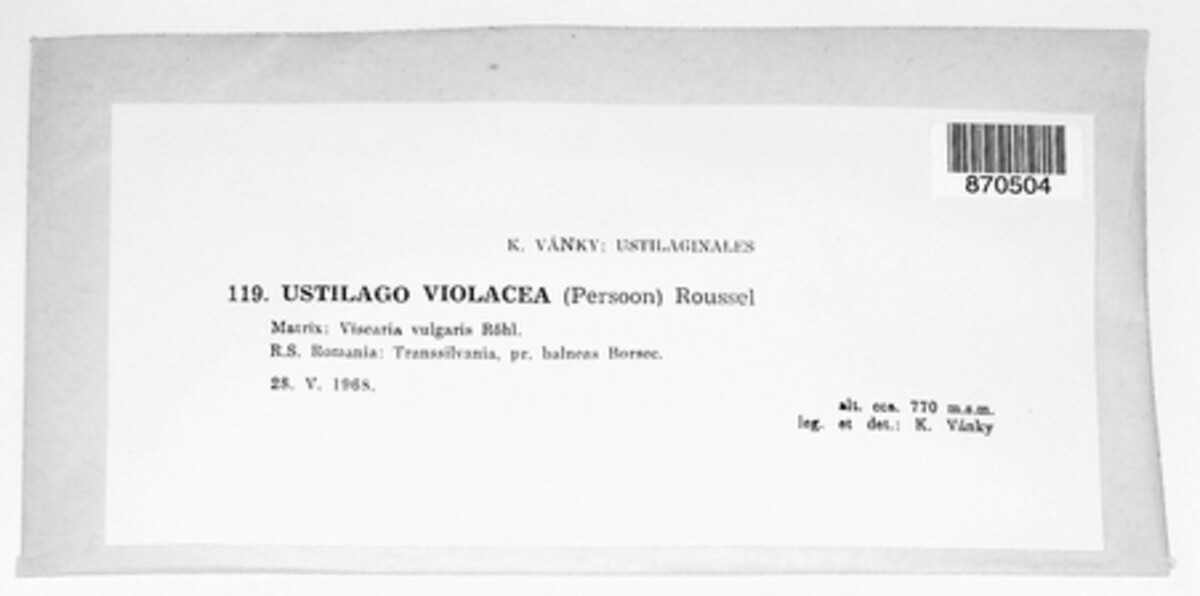 870504
K. VÁNKY: USTILAGINALES
119. USTILAGO VIOLACEA (Persoon) Roussel
Matrix: Viscaria vulgaris Röhl.
R.S. Romania: Transsilvania, pr. balneas Borsec.
28. V. 1968.
alt. cca. 770 m.s.m.
leg. et det.: K. Vánky